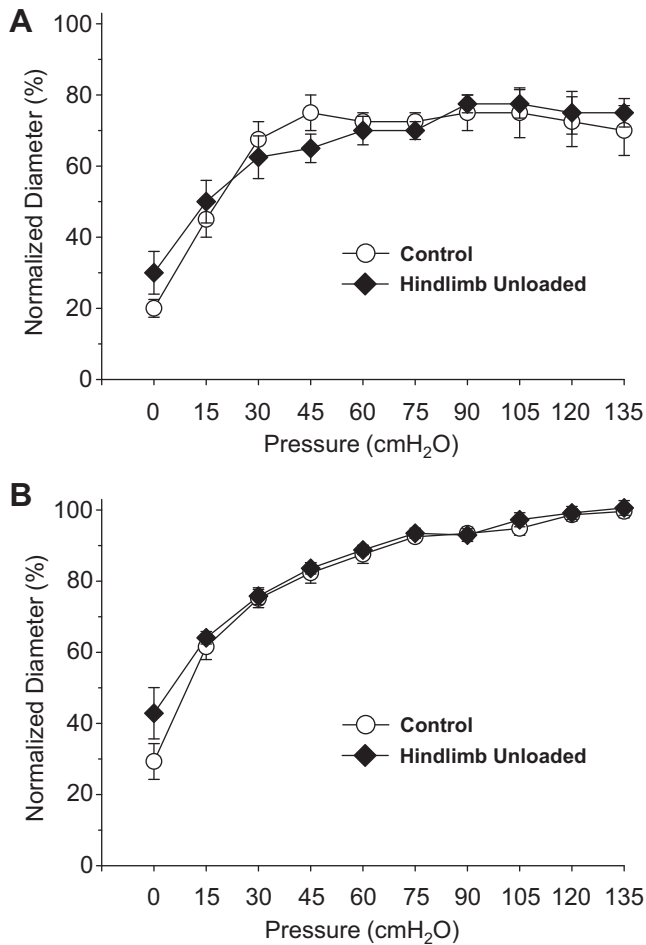 A
Normalized Diameter (%)
100
80
60
40
20
0
Control
Hindlimb Unloaded
0 15 30 45 60 75 90 105 120 135
Pressure (cmH₂O)
B
Normalized Diameter (%)
100
80
60
40
20
0
Control
Hindlimb Unloaded
0 15 30 45 60 75 90 105 120 135
Pressure (cmH₂O)